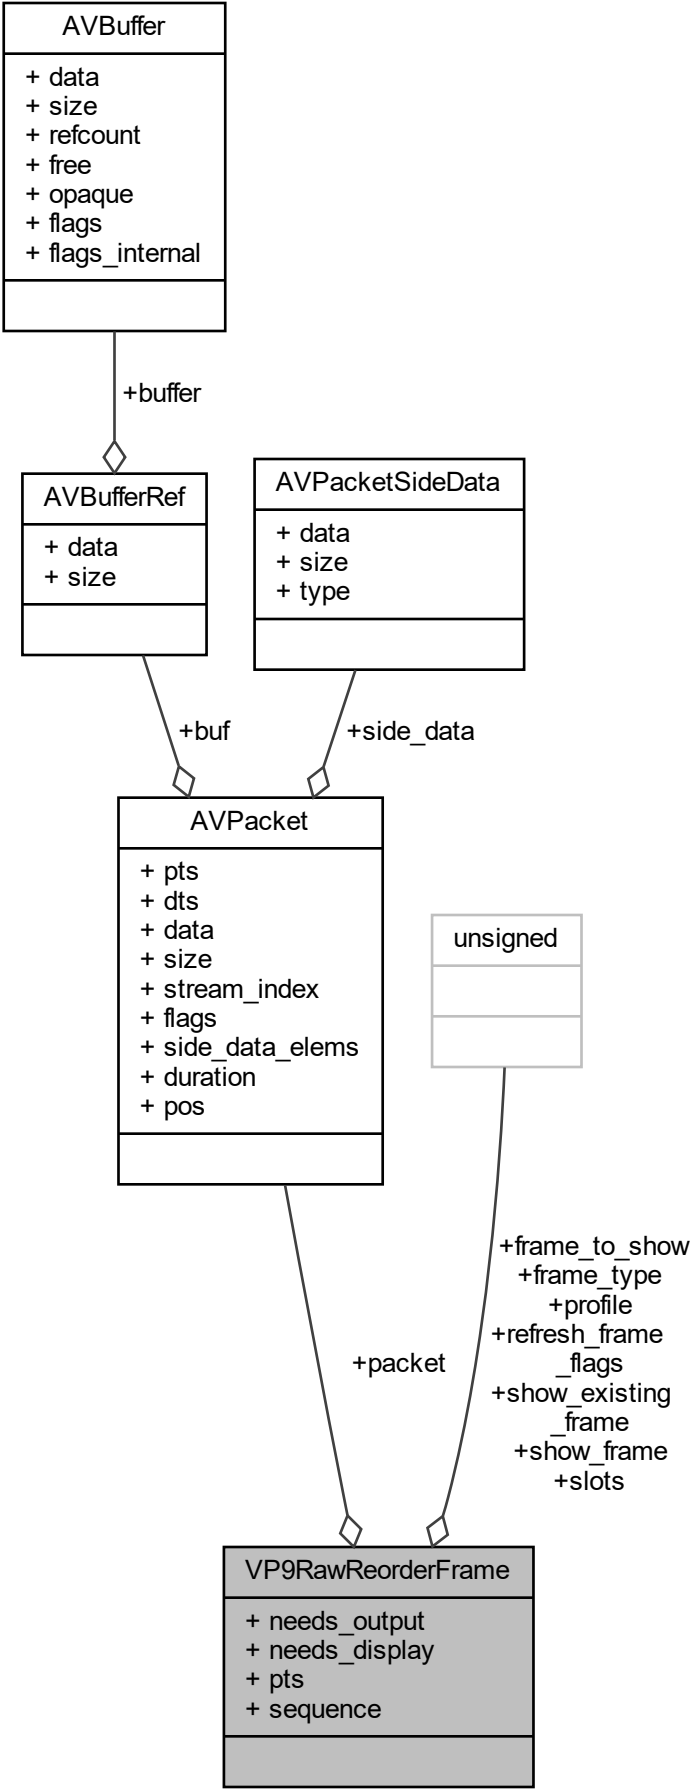 AVBuffer
+ data
+ size
+ refcount
+ free
+ opaque
+ flags
+ flags_internal
+buffer
AVBufferRef
+ data
+ size
AVPacketSideData
+ data
+ size
+ type
+buf
+side_data
AVPacket
+ pts
+ dts
+ data
+ size
+ stream_index
+ flags
+ side_data_elems
+ duration
+ pos
unsigned
+packet
+frame_to_show
+frame_type
+profile
+refresh_frame
_flags
+show_existing
_frame
+show_frame
+slots
VP9RawReorderFrame
+ needs_output
+ needs_display
+ pts
+ sequence